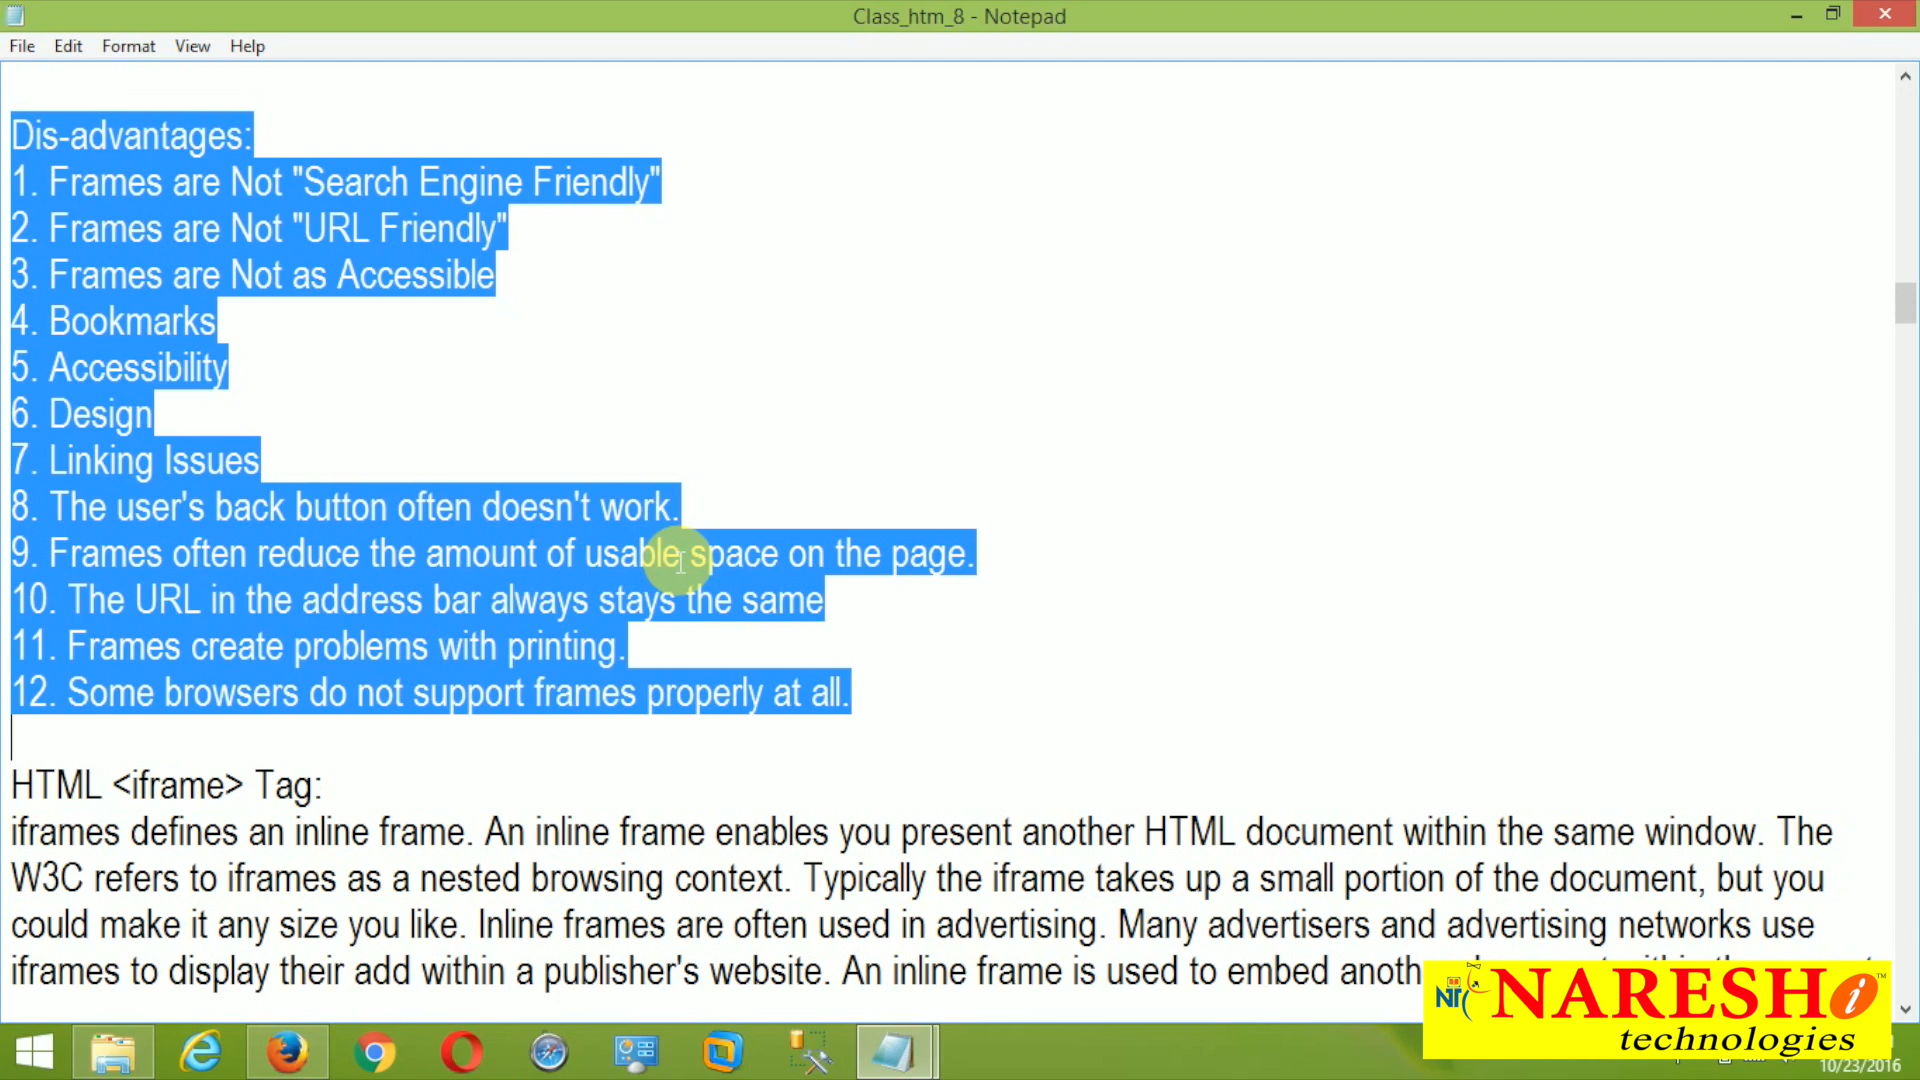 Class_htm_8 - Notepad
File Edit Format View Help
Dis-advantages:
1. Frames are Not "Search Engine Friendly"
2. Frames are Not "URL Friendly"
3. Frames are Not as Accessible
4. Bookmarks
5. Accessibility
6. Design
7. Linking Issues
8. The user's back button often doesn't work.
9. Frames often reduce the amount of usable space on the page.
10. The URL in the address bar always stays the same
11. Frames create problems with printing.
12. Some browsers do not support frames properly at all.
HTML <iframe> Tag:
iframes defines an inline frame. An inline frame enables you present another HTML document within the same window. The
W3C refers to iframes as a nested browsing context. Typically the iframe takes up a small portion of the document, but you
could make it any size you like. Inline frames are often used in advertising. Many advertisers and advertising networks use
iframes to display their add within a publisher's website. An inline frame is used to embed
NARESH i ™
technologies
10/23/2016